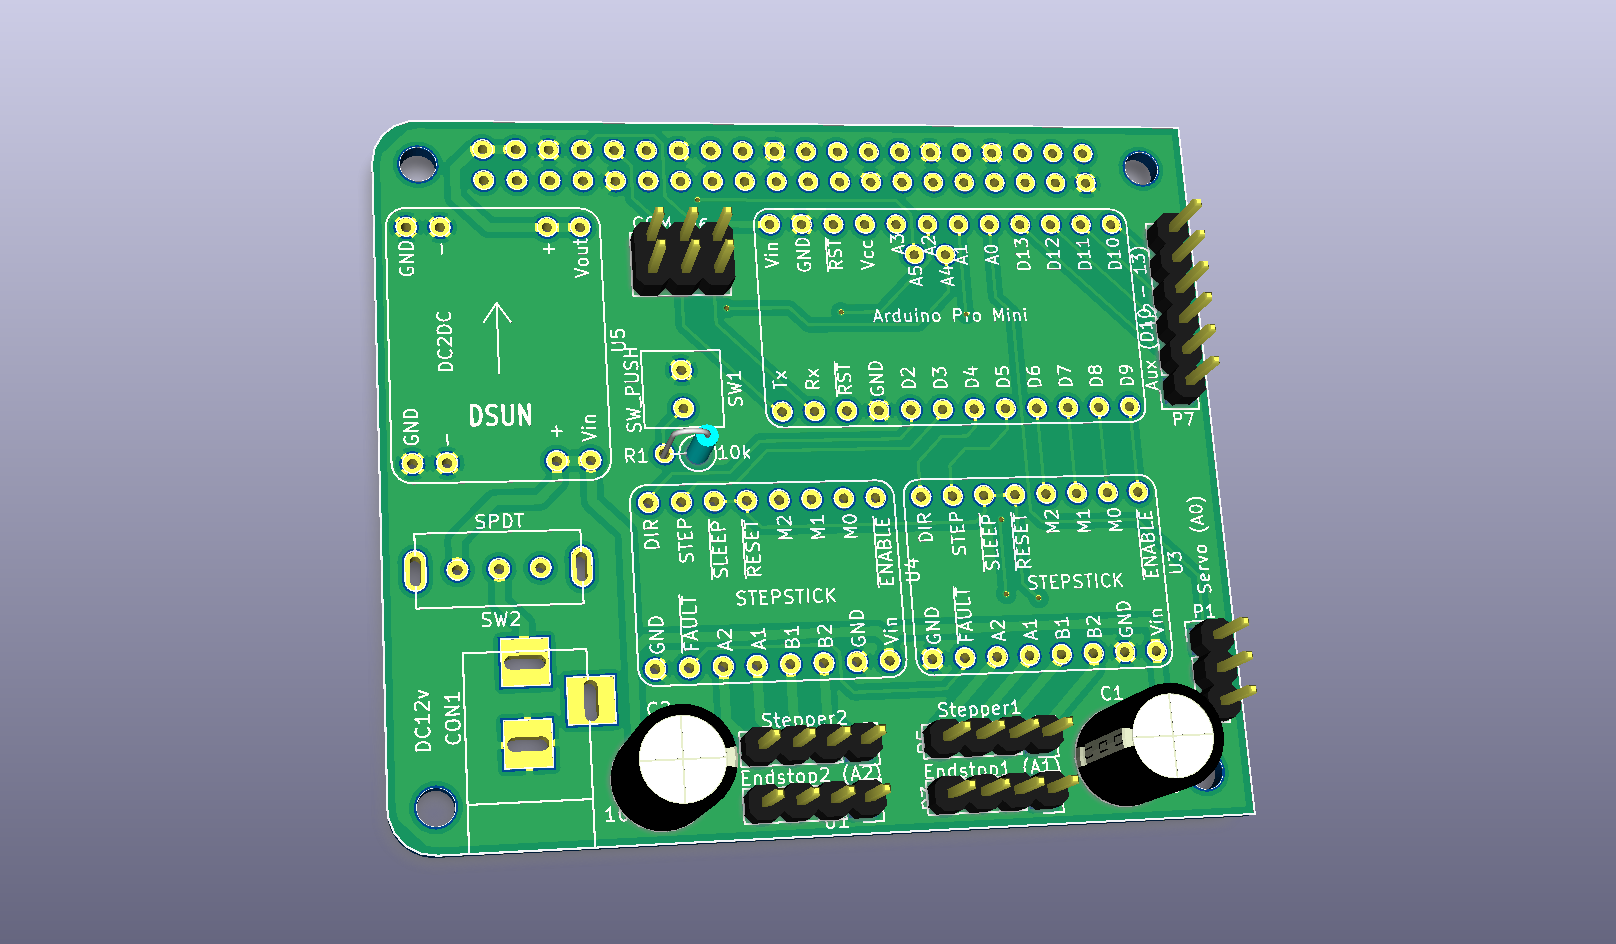 GND
-
+
Vout
DC2DC
U5
DSUN
GND
-
+
Vin
SW_PUSH
SW1
R1
10k
Vin
GND
RST
Vcc
A3
A2
A1
A0
D13
D12
D11
D10
A5
A4
Arduino Pro Mini
Tx
Rx
RST
GND
D2
D3
D4
D5
D6
D7
D8
D9
Aux (D10 - 13)
P7
SPDT
SW2
DC12v
CON1
DIR
STEP
SLEEP
RESET
M2
M1
M0
ENABLE
U4
STEPSTICK
GND
FAULT
A2
A1
B1
B2
GND
Vin
DIR
STEP
SLEEP
RESET
M2
M1
M0
ENABLE
U3
STEPSTICK
GND
FAULT
A2
A1
B1
B2
GND
Vin
Servo (A0)
P1
C1
Stepper2
Endstop2 (A2)
Stepper1
Endstop1 (A1)